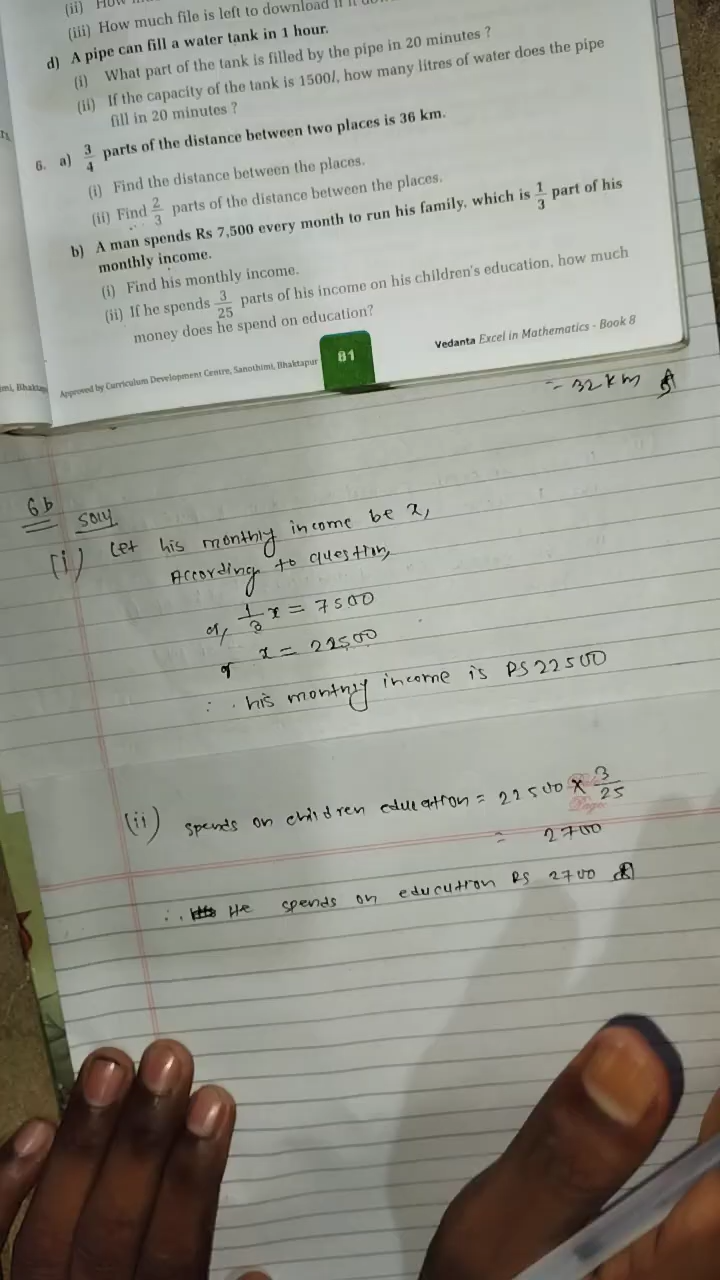 (iii) How much file is left to download if it
d) A pipe can fill a water tank in 1 hour.
(i) What part of the tank is filled by the pipe in 20 minutes ?
(ii) If the capacity of the tank is 1500l, how many litres of water does the pipe
fill in 20 minutes ?
6. a) 3/4 parts of the distance between two places is 36 km.
(i) Find the distance between the places.
(ii) Find 2/3 parts of the distance between the places.
b) A man spends Rs 7,500 every month to run his family, which is 1/3 part of his
monthly income.
(i) Find his monthly income.
(ii) If he spends 3/25 parts of his income on his children's education, how much
money does he spend on education?
Approved by Curriculum Development Centre, Sanothimi, Bhaktapur
81
Vedanta Excel in Mathematics - Book 8
= 32 km
6b
soln
(i) Let his monthly income be x,
According to question,
or, 1/3 x = 7500
or x = 22500
∴ his monthly income is RS 22500
(ii) spends on children education = 22500 × 3/25
= 2700
∴ He spends on education RS 2700